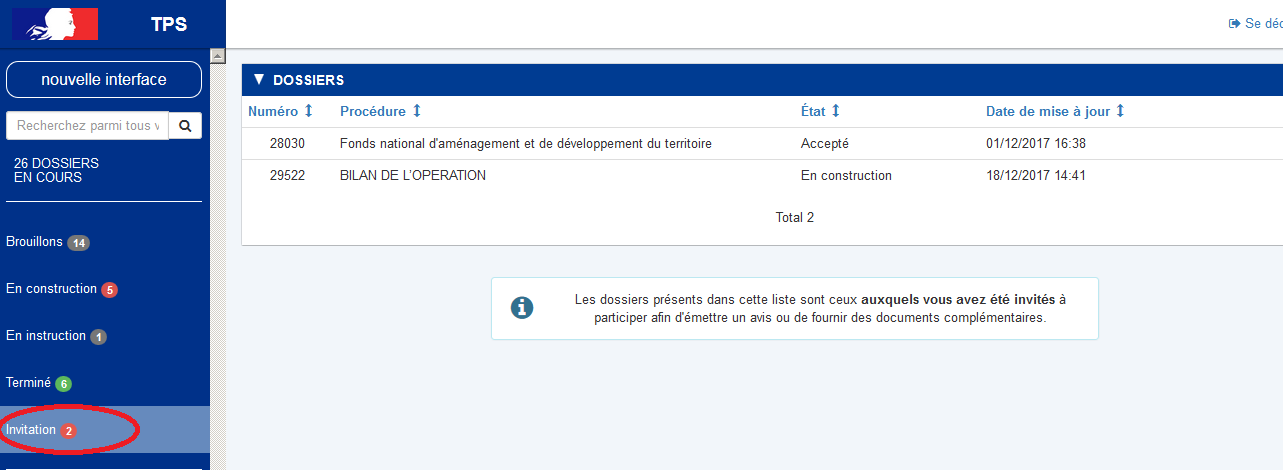 TPS
Se déc
nouvelle interface
Recherchez parmi tous v
26 DOSSIERS
EN COURS
Brouillons 14
En construction 5
En instruction 1
Terminé 6
Invitation 2
▼ DOSSIERS
Numéro ↕ Procédure ↕ État ↕ Date de mise à jour ↕
28030 Fonds national d'aménagement et de développement du territoire Accepté 01/12/2017 16:38
29522 BILAN DE L'OPERATION En construction 18/12/2017 14:41
Total 2
Les dossiers présents dans cette liste sont ceux auxquels vous avez été invités à
participer afin d'émettre un avis ou de fournir des documents complémentaires.